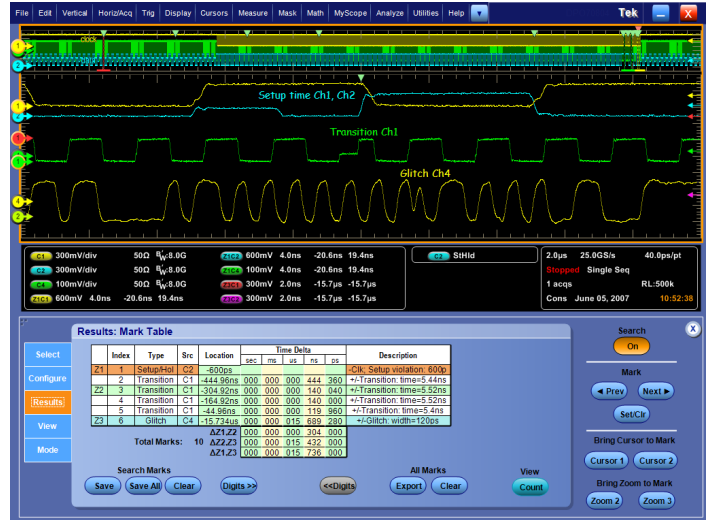 File Edit Vertical Horiz/Acq Trig Display Cursors Measure Mask Math MyScope Analyze Utilities Help Tek X
clock
1
2
Setup time Ch1, Ch2
1
2
1
Transition Ch1
1
Glitch Ch4
4
2
C1 300mV/div 50Ω BW:8.0G Z1C1 600mV 4.0ns -20.6ns 19.4ns C2 StHld 2.0µs 25.0GS/s 40.0ps/pt
C2 300mV/div 50Ω BW:8.0G Z1C4 100mV 4.0ns -20.6ns 19.4ns Stopped Single Seq
C4 100mV/div 50Ω BW:8.0G 300mV 2.0ns -15.7µs -15.7µs 1 acqs RL:500k
Z1C1 600mV 4.0ns -20.6ns 19.4ns 300mV 2.0ns -15.7µs -15.7µs Cons June 05, 2007 10:52:38
Results: Mark Table
Search
X
On
Select
Configure
Results
View
Mode
Index Type Src Location Time Delta Description
sec ms us ns ps
Z1 1 Setup/Hol C2 -600ps -Clk; Setup violation: 600p
2 Transition C1 -444.96ns 000 000 000 444 360 +/-Transition: time=5.44ns
Z2 3 Transition C1 -304.92ns 000 000 000 140 040 +/-Transition: time=5.52ns
4 Transition C1 -164.92ns 000 000 000 140 000 +/-Transition: time=5.52ns
5 Transition C1 -44.96ns 000 000 000 119 960 +/-Transition: time=5.4ns
Z3 6 Glitch C4 -15.734us 000 000 015 689 280 +/-Glitch: width=120ps
ΔZ1,Z2 000 000 000 304 000
Total Marks: 10 ΔZ2,Z3 000 000 015 432 000
ΔZ1,Z3 000 000 015 736 000
Search Marks
Save Save All Clear Digits >> <<Digits
All Marks
Export Clear
View
Count
Mark
Prev Next
Set/Clr
Bring Cursor to Mark
Cursor 1 Cursor 2
Bring Zoom to Mark
Zoom 2 Zoom 3